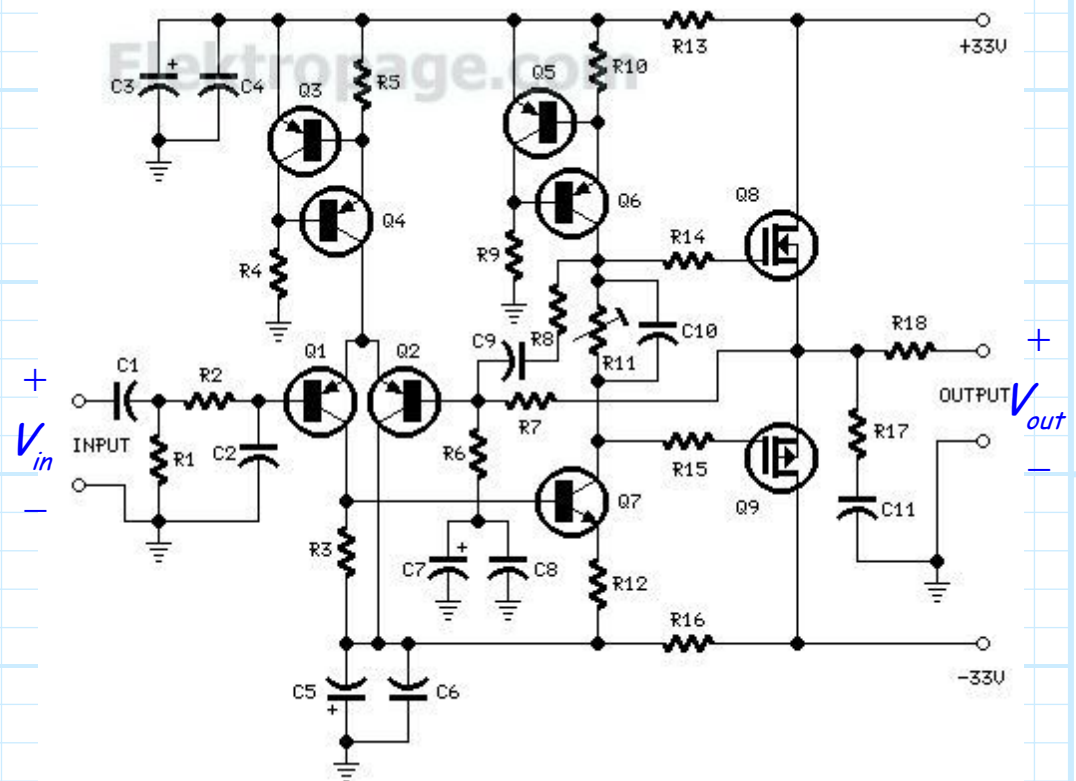 Elektropage.com
R13
+33V
C3
+
C4
Q3
R5
Q5
R10
Q4
Q6
Q8
R4
R9
R14
C9
R8
R11
C10
R18
+
C1
R2
Q1
Q2
+
V in
INPUT
R1
C2
R6
R7
OUTPUT
V out
R15
R17
Q7
Q9
−
−
R3
C7
+
C8
R12
C11
R16
C5
+
C6
-33V